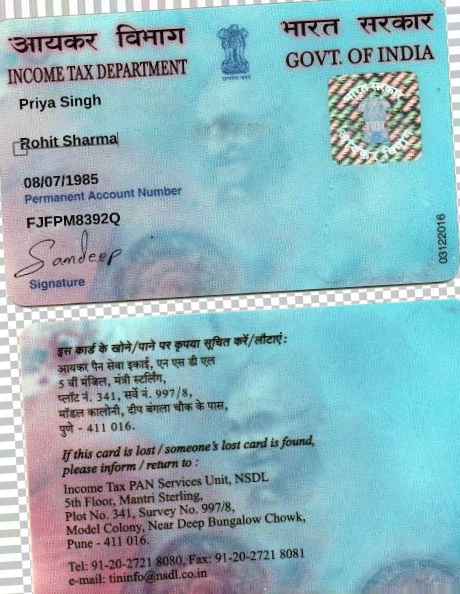 आयकर विभाग
भारत सरकार
INCOME TAX DEPARTMENT
GOVT. OF INDIA
Priya Singh
Rohit Sharma
08/07/1985
Permanent Account Number
FJFPM8392Q
Samdeep
Signature
03122016
इस कार्ड के खोने/पाने पर कृपया सूचित करें/लौटाएं:
आयकर पैन सेवा इकाई, एन एस डी एल
5 वीं मंजिल, मंत्री स्टर्लिंग,
प्लॉट नं. 341, सर्वे नं. 997/8,
मॉडल कालोनी, दीप बंगला चौक के पास,
पुणे - 411 016.
If this card is lost / someone's lost card is found,
please inform / return to :
Income Tax PAN Services Unit, NSDL
5th Floor, Mantri Sterling,
Plot No. 341, Survey No. 997/8,
Model Colony, Near Deep Bungalow Chowk,
Pune - 411 016.
Tel: 91-20-2721 8080, Fax: 91-20-2721 8081
e-mail: tininfo@nsdl.co.in